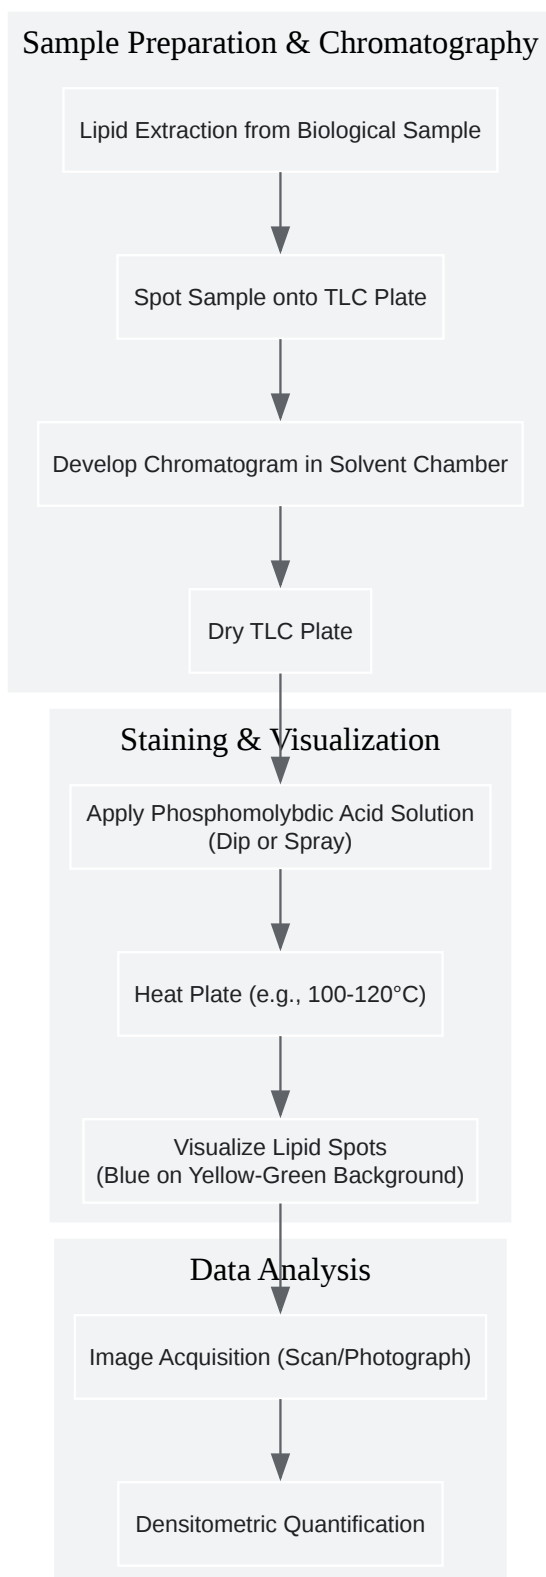 Sample Preparation & Chromatography
Lipid Extraction from Biological Sample
Spot Sample onto TLC Plate
Develop Chromatogram in Solvent Chamber
Dry TLC Plate
Staining & Visualization
Apply Phosphomolybdic Acid Solution
(Dip or Spray)
Heat Plate (e.g., 100-120°C)
Visualize Lipid Spots
(Blue on Yellow-Green Background)
Data Analysis
Image Acquisition (Scan/Photograph)
Densitometric Quantification